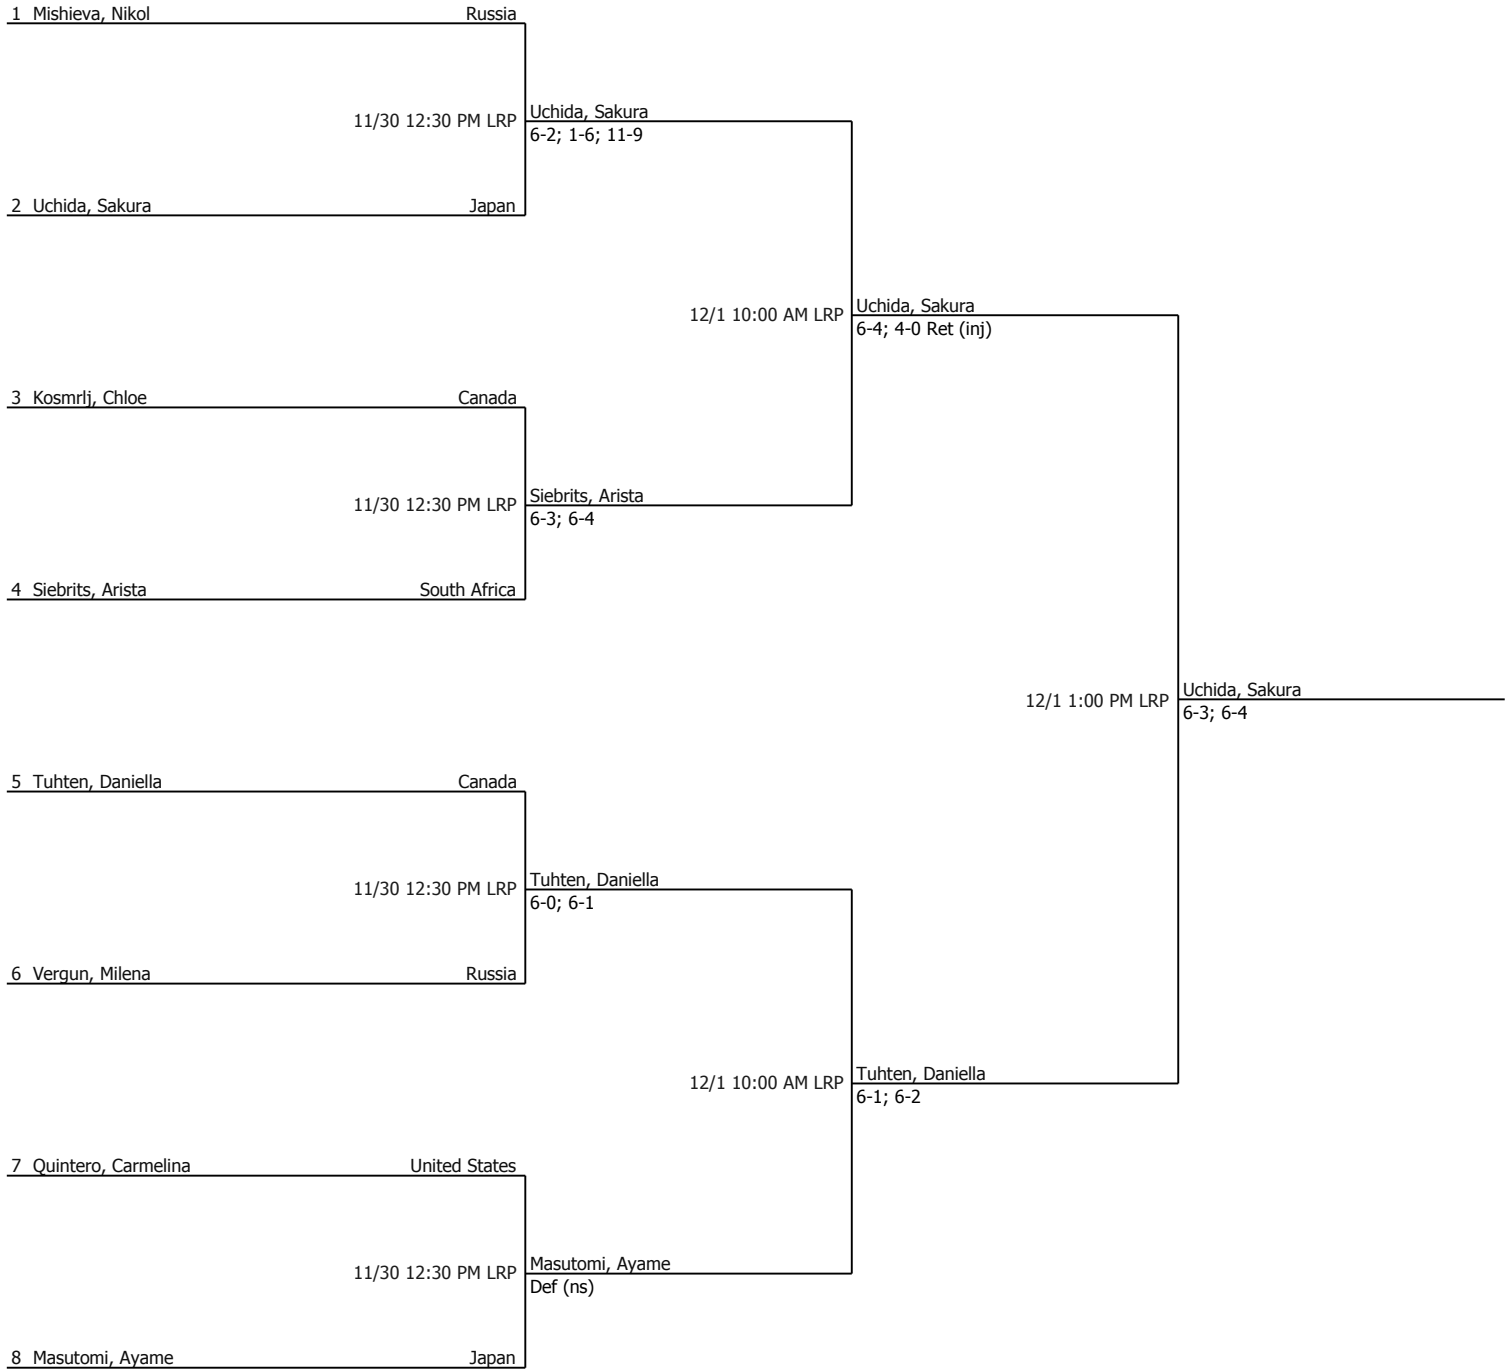 1 Mishieva, Nikol Russia
11/30 12:30 PM LRP
Uchida, Sakura
6-2; 1-6; 11-9
2 Uchida, Sakura Japan
12/1 10:00 AM LRP
Uchida, Sakura
6-4; 4-0 Ret (inj)
3 Kosmrlj, Chloe Canada
11/30 12:30 PM LRP
Siebrits, Arista
6-3; 6-4
4 Siebrits, Arista South Africa
12/1 1:00 PM LRP
Uchida, Sakura
6-3; 6-4
5 Tuhten, Daniella Canada
11/30 12:30 PM LRP
Tuhten, Daniella
6-0; 6-1
6 Vergun, Milena Russia
12/1 10:00 AM LRP
Tuhten, Daniella
6-1; 6-2
7 Quintero, Carmelina United States
11/30 12:30 PM LRP
Masutomi, Ayame
Def (ns)
8 Masutomi, Ayame Japan